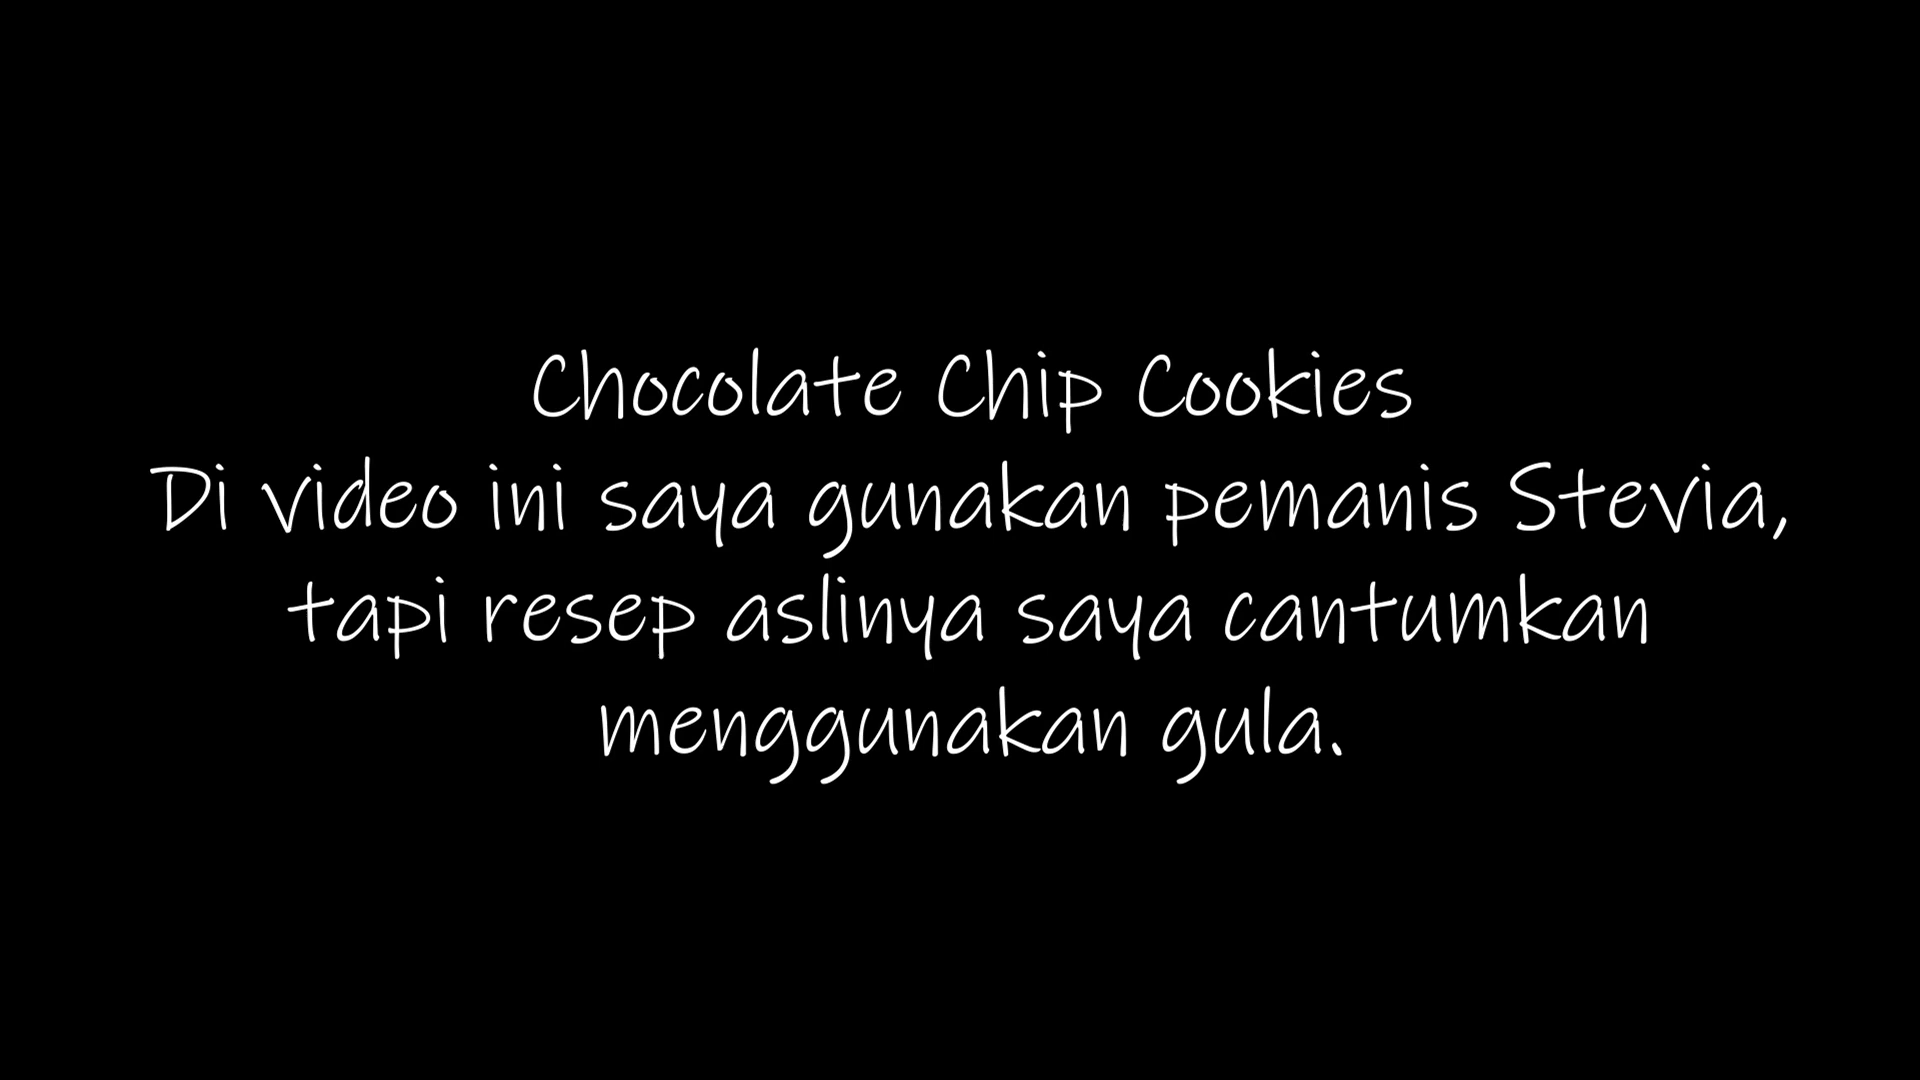 Chocolate Chip Cookies
Di video ini saya gunakan pemanis Stevia,
tapi resep aslinya saya cantumkan
menggunakan gula.